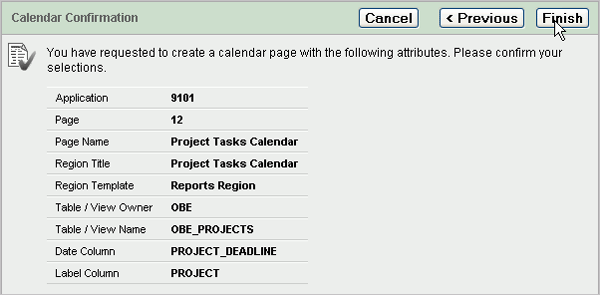 Calendar Confirmation Cancel < Previous Finish
You have requested to create a calendar page with the following attributes. Please confirm your
selections.
Application 9101
Page 12
Page Name Project Tasks Calendar
Region Title Project Tasks Calendar
Region Template Reports Region
Table / View Owner OBE
Table / View Name OBE_PROJECTS
Date Column PROJECT_DEADLINE
Label Column PROJECT